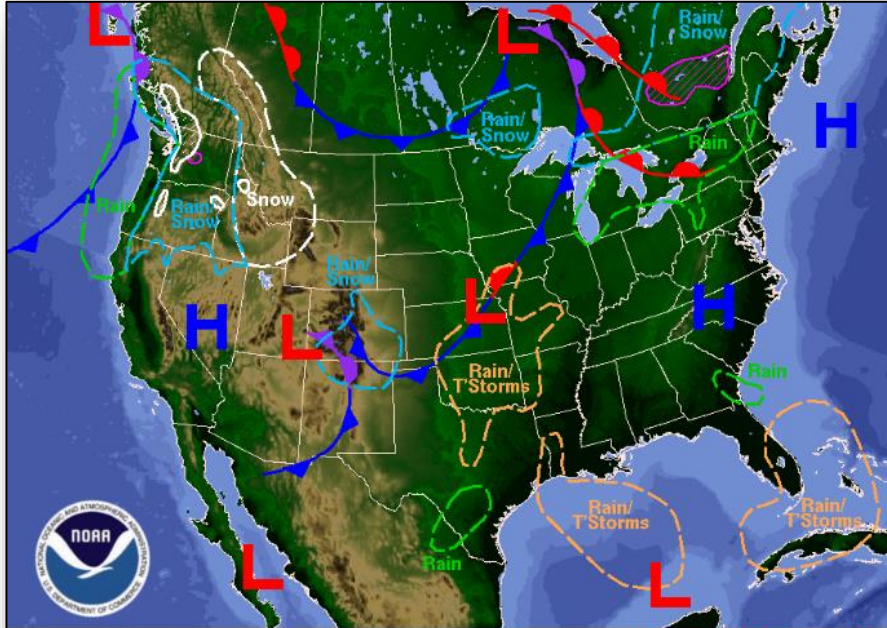 L
L
Rain/
Snow
H
Rain/
Snow
Rain
Snow
Rain
Rain/
Snow
Rain/
Snow
H
L
L
H
Rain/
T'Storms
Rain
Rain/
T'Storms
Rain/
T'Storms
Rain
L
L
NATIONAL OCEANIC AND ATMOSPHERIC ADMINISTRATION
NOAA
U.S. DEPARTMENT OF COMMERCE